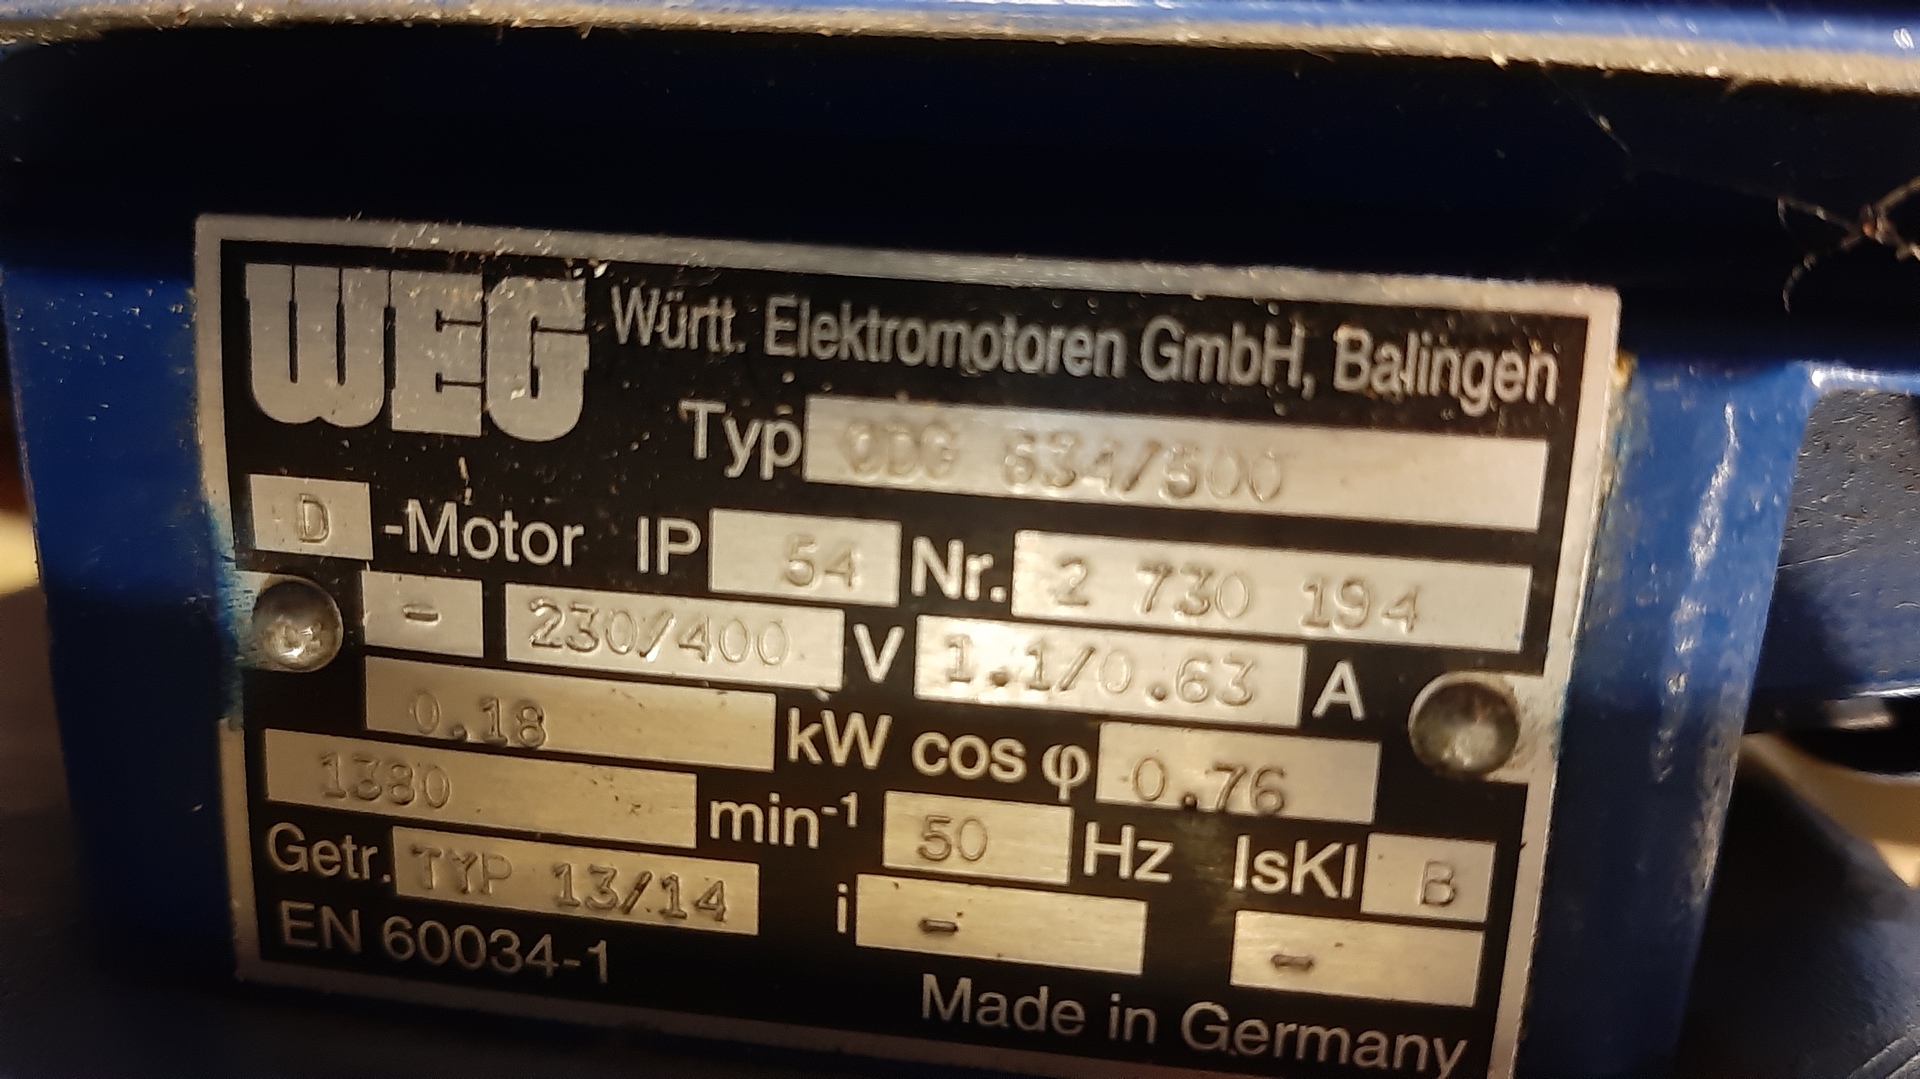 WEG Württ. Elektromotoren GmbH, Balingen
Typ 634/500
D -Motor IP 54 Nr. 2 730 194
- 230/400 V 1.1/0.63 A
0.18 kW cos φ 0.76
1380 min-1 50 Hz IsKl B
Getr. TYP 13/14 i - -
EN 60034-1
Made in Germany